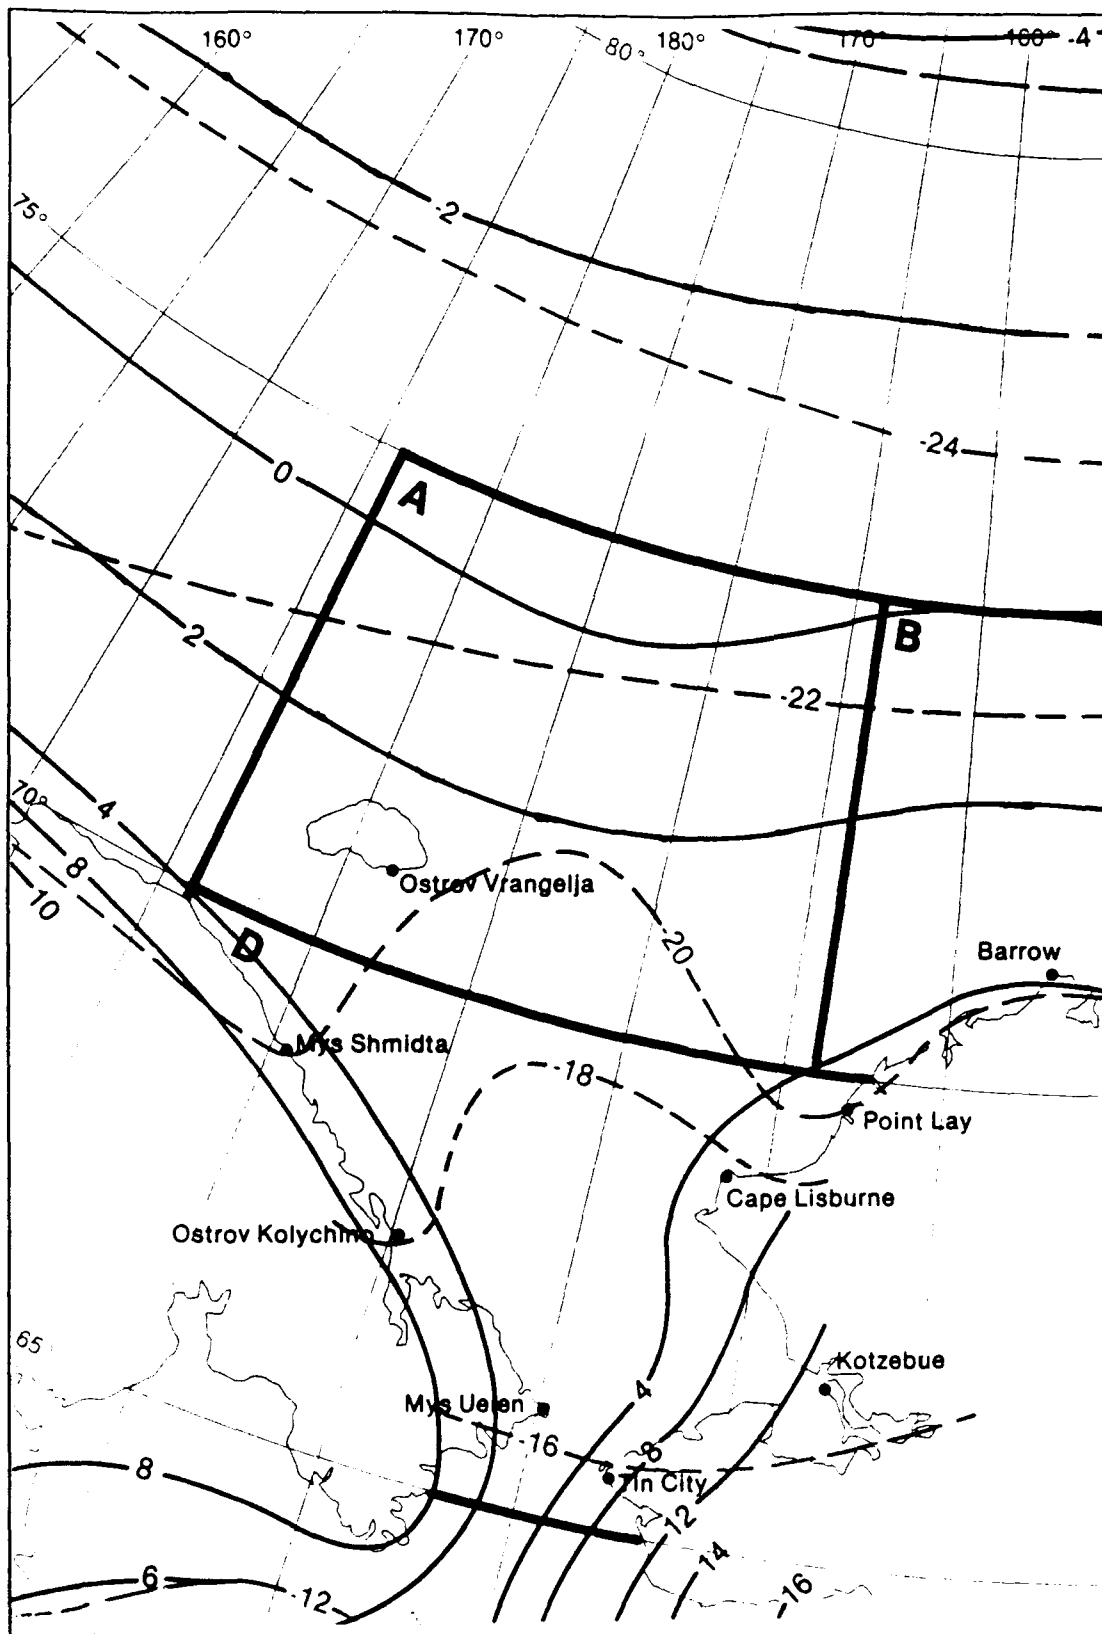 160° 170° 180° 170° 160° -4
80°
75°
-2
-24
0
A
B
2
-22
70°
4
8
10
Ostrov Vrangelja
-20
D
Barrow
Mys Shmidta
-18
Point Lay
Cape Lisburne
Ostrov Kolychino
65
Kotzebue
4
Mys Uelen
-16
8
8
Tin City
12
14
6
-12
-16